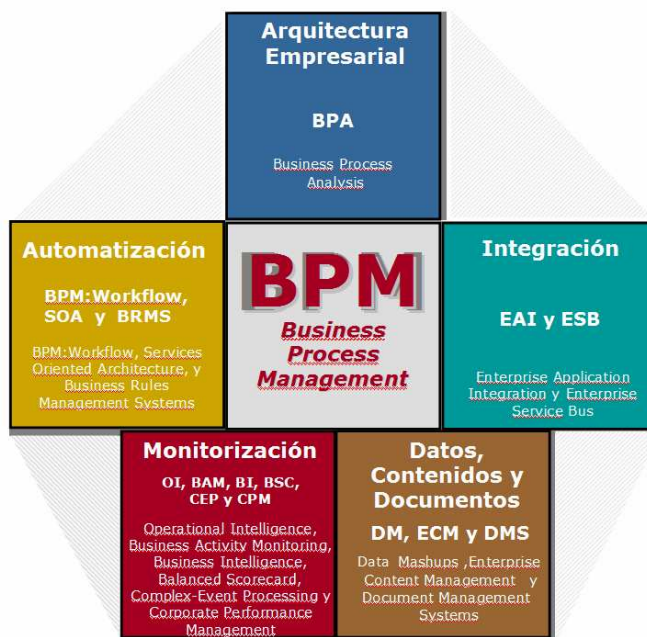 Arquitectura
Empresarial
BPA
Business Process
Analysis
Automatización
BPM:Workflow,
SOA y BRMS
BPM:Workflow, Services
Oriented Architecture, y
Business Rules
Management Systems
BPM
Business
Process
Management
Integración
EAI y ESB
Enterprise Application
Integration y Enterprise
Service Bus
Monitorización
OI, BAM, BI, BSC,
CEP y CPM
Operational Intelligence,
Business Activity Monitoring,
Business Intelligence,
Balanced Scorecard,
Complex-Event Processing y
Corporate Performance
Management
Datos,
Contenidos y
Documentos
DM, ECM y DMS
Data Mashups ,Enterprise
Content Management y
Document Management
Systems